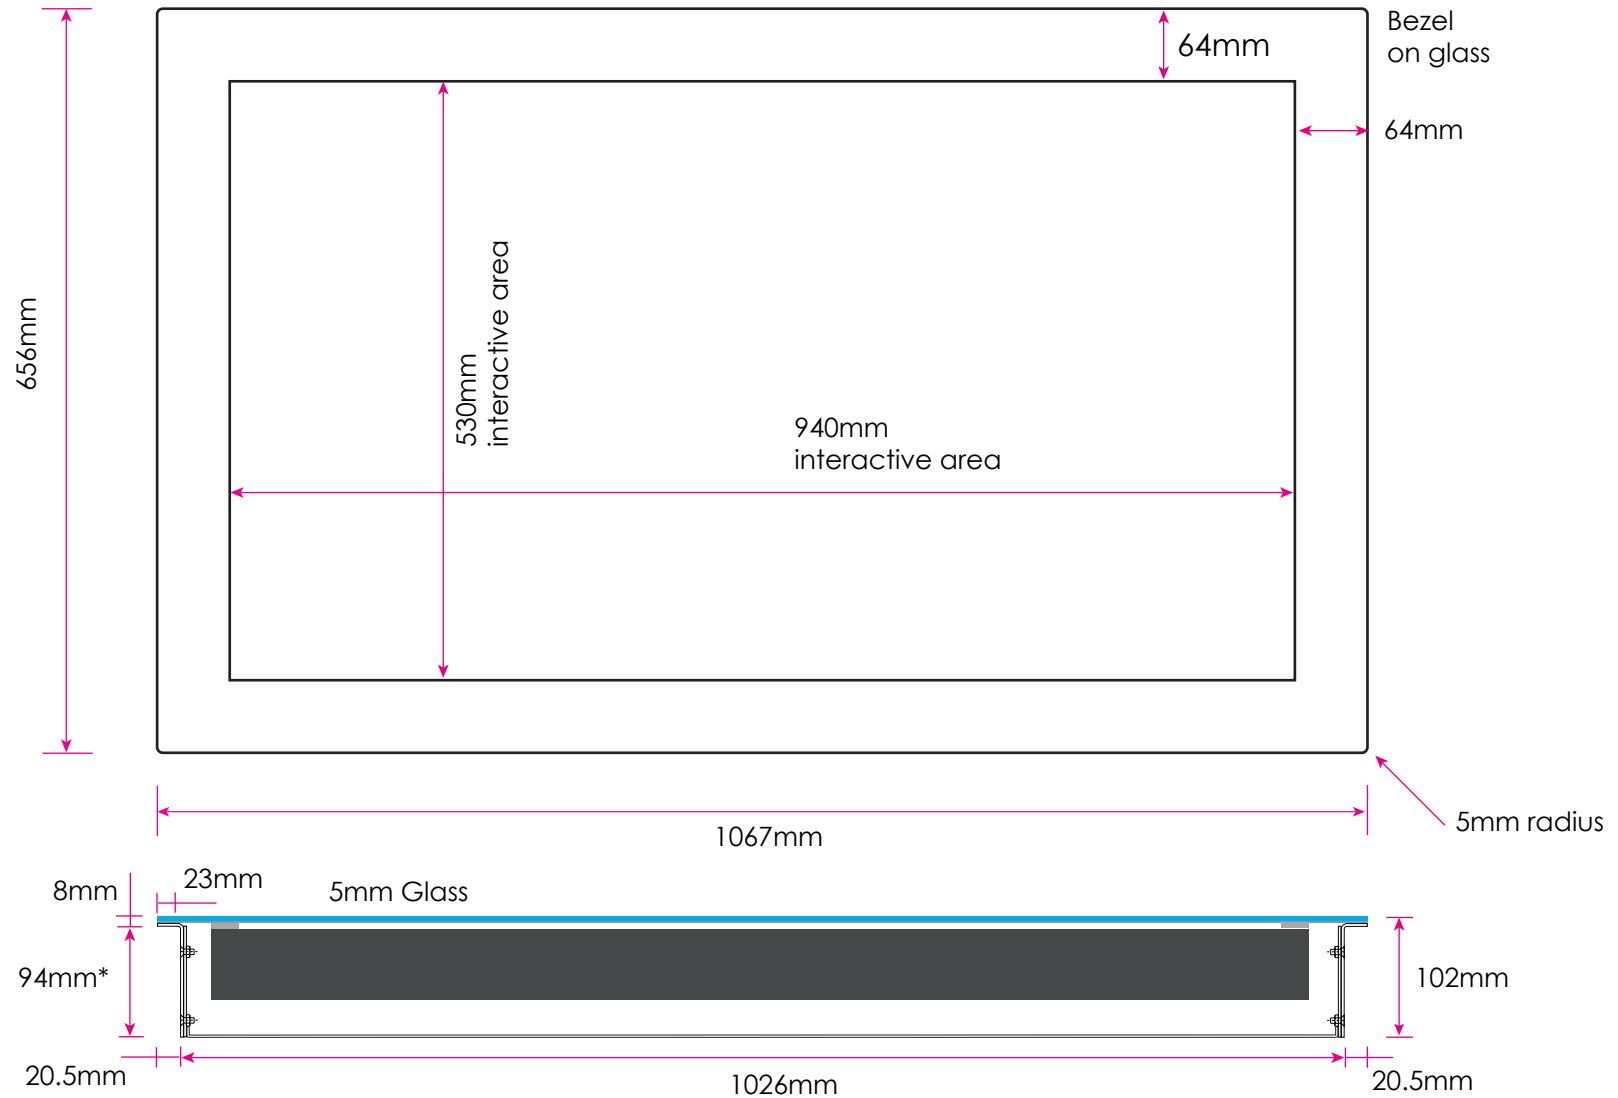 Bezel
on glass
64mm
64mm
656mm
530mm
interactive area
940mm
interactive area
1067mm
5mm radius
8mm
23mm
5mm Glass
94mm*
102mm
20.5mm
1026mm
20.5mm